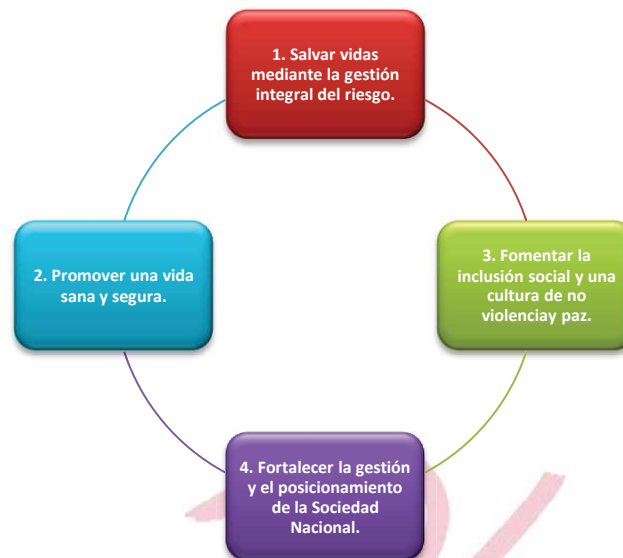 1. Salvar vidas
mediante la gestión
integral del riesgo.
2. Promover una vida
sana y segura.
3. Fomentar la
inclusión social y una
cultura de no
violenciay paz.
4. Fortalecer la gestión
y el posicionamiento
de la Sociedad
Nacional.